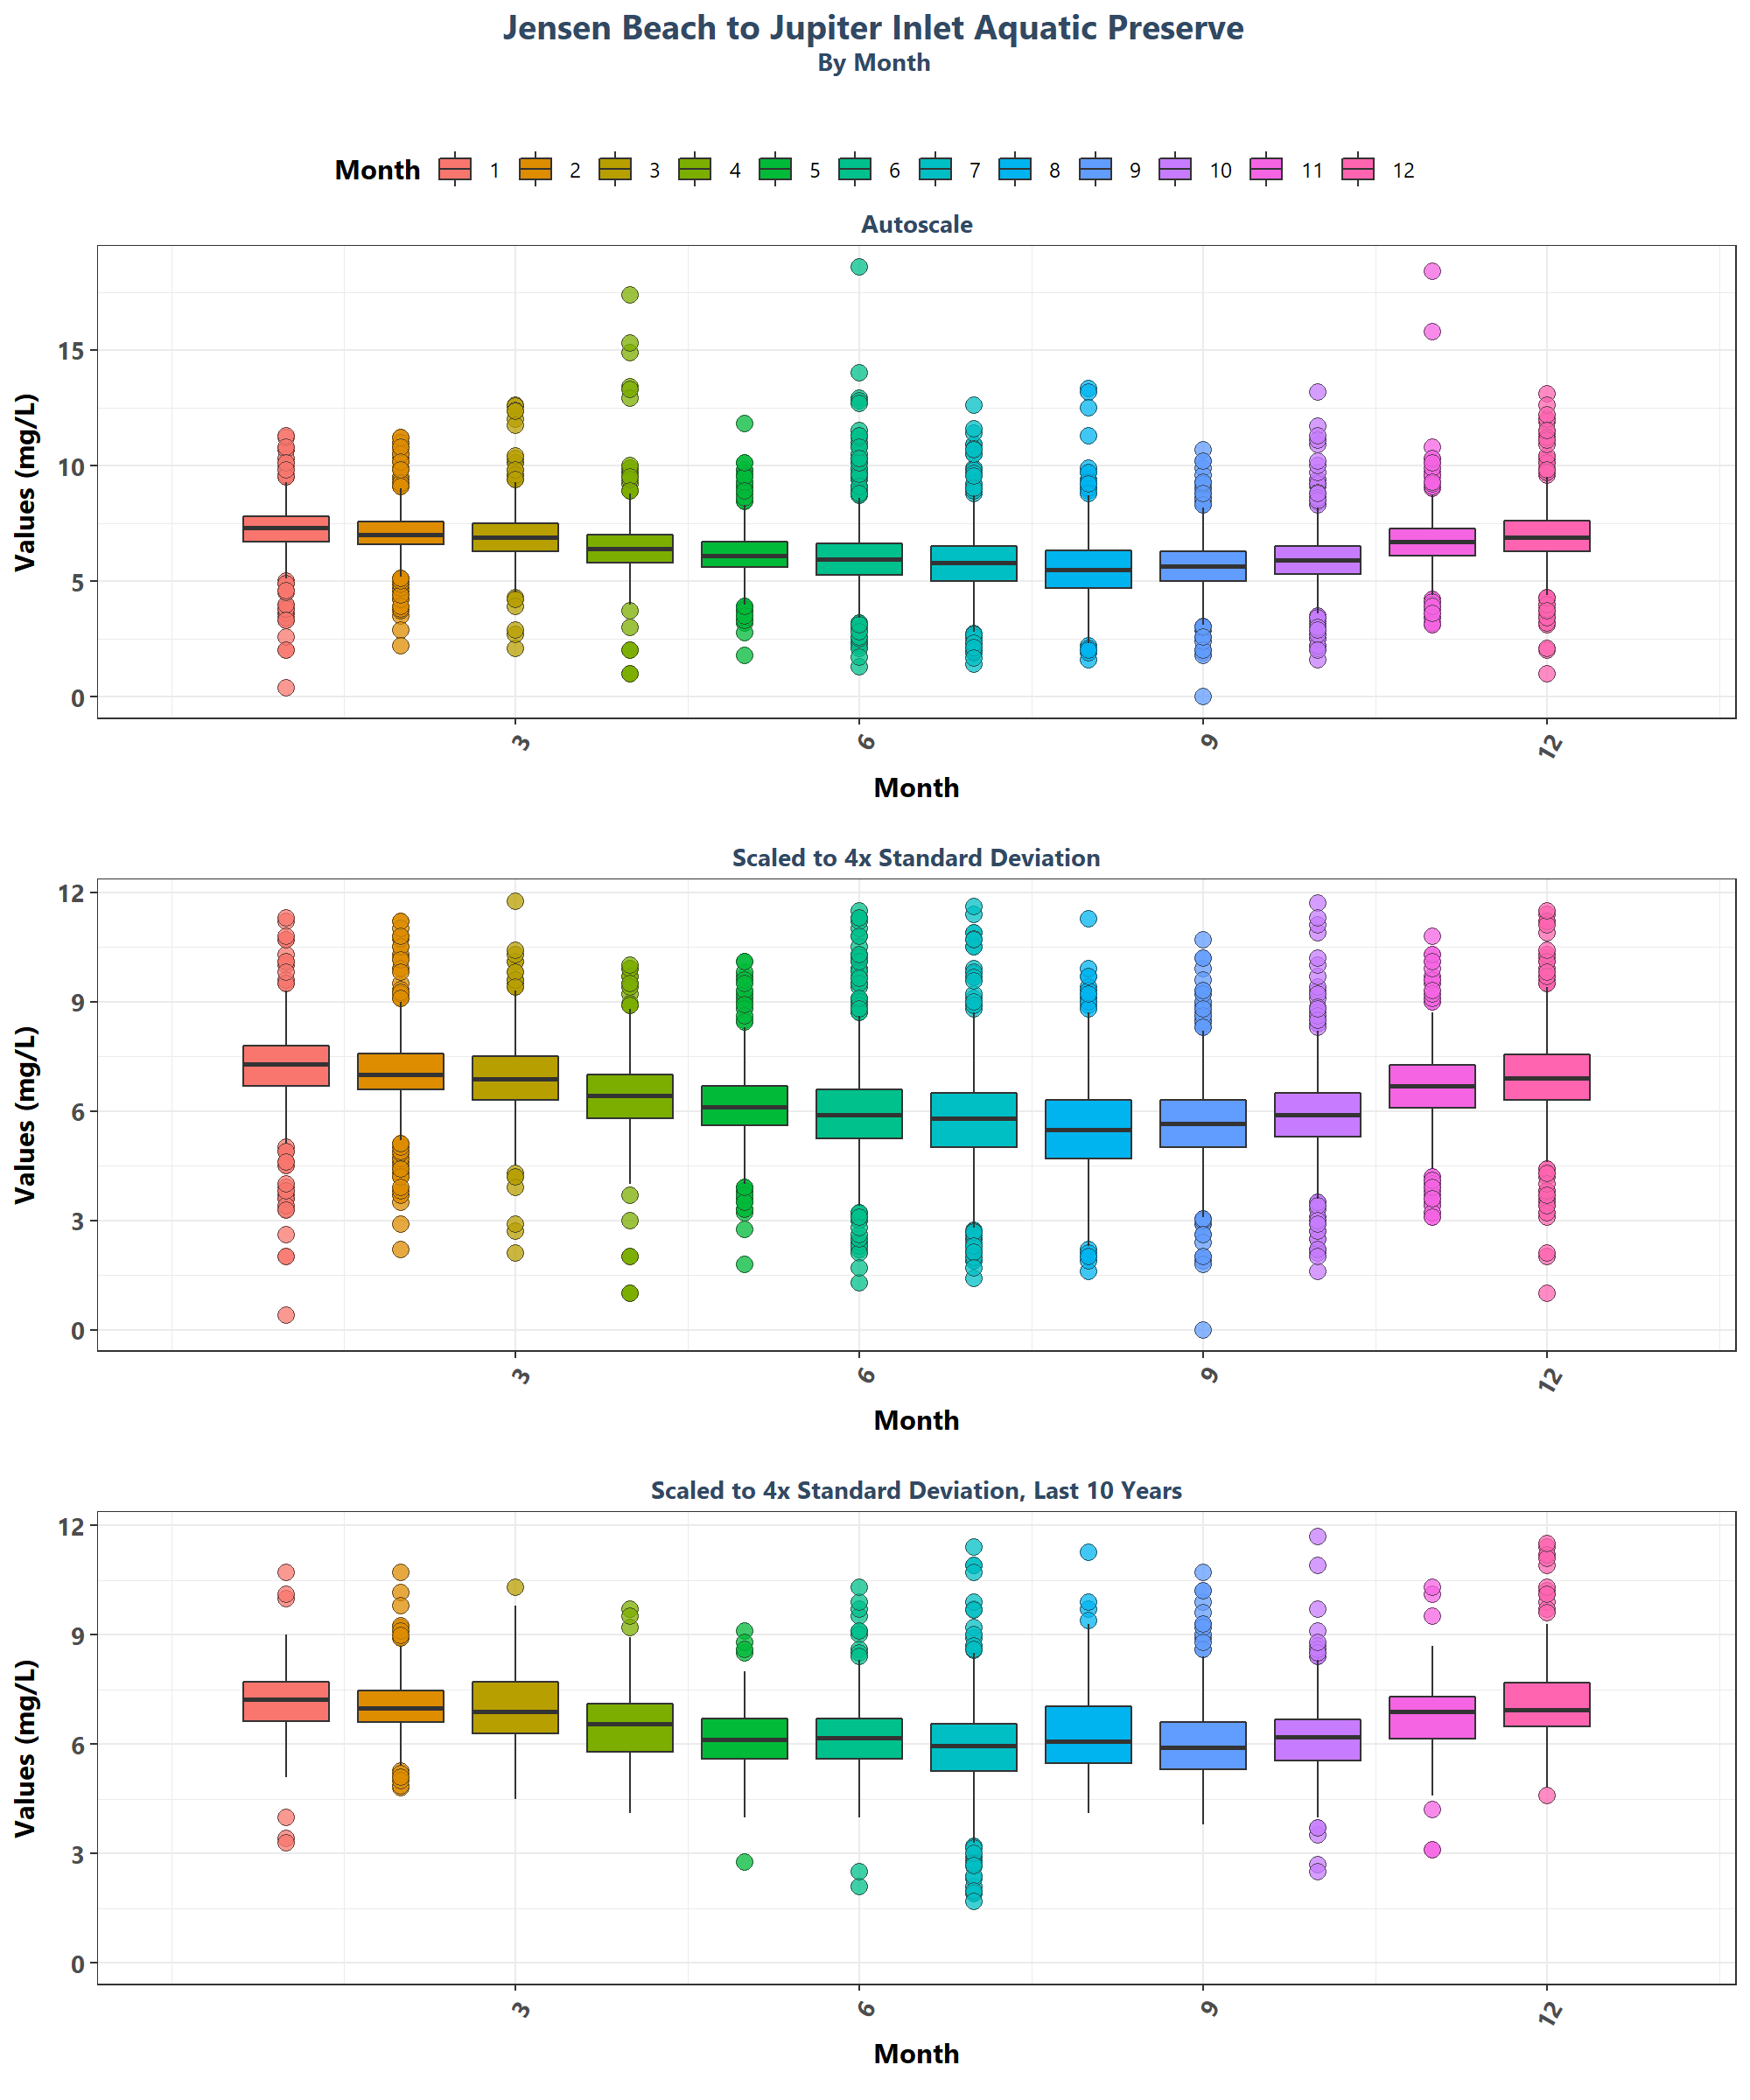 Jensen Beach to Jupiter Inlet Aquatic Preserve
By Month
Month 1 2 3 4 5 6 7 8 9 10 11 12
Autoscale
Values (mg/L)
15
10
5
0
3 6 9 12
Month
Scaled to 4x Standard Deviation
Values (mg/L)
12
9
6
3
0
3 6 9 12
Month
Scaled to 4x Standard Deviation, Last 10 Years
Values (mg/L)
12
9
6
3
0
3 6 9 12
Month